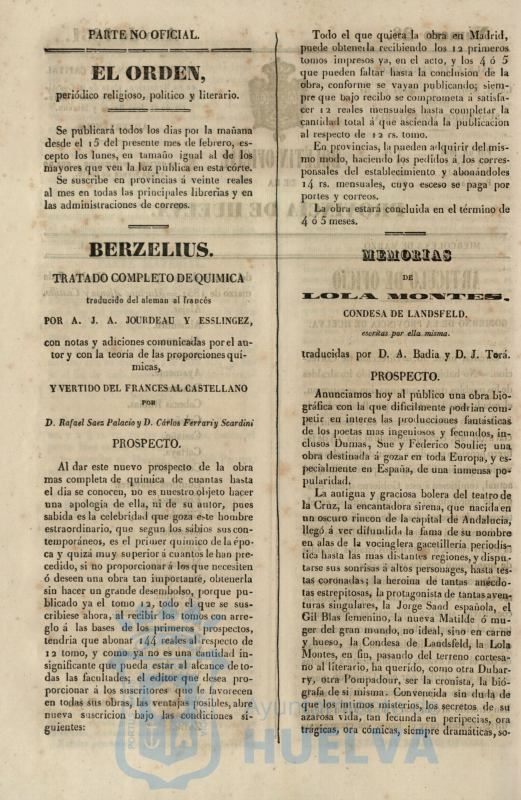 PARTE NO OFICIAL.
EL ORDEN,
periódico religioso, politico y literario.
Se publicará todos los dias por la mañana
desde el 15 del presente mes de febrero, es-
cepto los lunes, en tamaño igual al de los
mayores que ven la luz pública en esta córte.
Se suscribe en provincias á veinte reales
al mes en todas las principales librerias y en
las administraciones de correos.
BERZELIUS.
TRATADO COMPLETO DE QUIMICA
traducido del aleman al francés
POR A. J. A. JOURDEAU Y ESSLINGEZ,
con notas y adiciones comunicadas por el au-
tor y con la teoría de las proporciones quí-
micas,
Y VERTIDO DEL FRANCES AL CASTELLANO
POR
D. Rafael Saez Palacio y D. Cárlos Ferrari y Scardini
PROSPECTO.
Al dar este nuevo prospecto de la obra
mas completa de quimica de cuantas hasta
el dia se conocen, no es nuestro objeto hacer
una apología de ella, ni de su autor, pues
sabida es la celebridad que goza este hombre
estraordinario, que segun los sábios sus con-
temporáneos, es el primer quimico de la épo-
ca y quizá muy superior á cuantos le han pre-
cedido, si no proporcionará los que necesiten
ó deseen una obra tan importante, obtenerla
sin hacer un grande desembolso, porque pu-
blicado ya el tomo 12, todo el que se sus-
cribiese ahora, al recibir los tomos con arre-
glo á las bases de los primeros prospectos,
tendria que abonar 144 reales al respecto de
12 tomo, y como ya no es una cantidad in-
significante que pueda estar al alcance de to-
das las facultades; el editor que desea pro-
porcionar á los suscritores que le favorecen
en todas sus obras, las ventajas posibles, abre
nueva suscricion bajo las condiciones si-
guientes:
Todo el que quiera la obra en Madrid,
puede obtenerla recibiendo los 12 primeros
tomos impresos ya, en el acto, y los 4 ó 5
que pueden faltar hasta la conclusion de la
obra, conforme se vayan publicando; siem-
pre que bajo recibo se comprometa á satisfa-
cer 12 reales mensuales hasta completar la
cantidad total á que ascienda la publicacion
al respecto de 12 rs. tomo.
En provincias, la pueden adquirir del mis-
mo modo, haciendo los pedidos á los corres-
ponsales del establecimiento y abonándoles
14 rs. mensuales, cuyo esceso se paga por
portes y correos.
La obra estará concluida en el término de
4 ó 5 meses.
MEMORIAS
DE
LOLA MONTES,
CONDESA DE LANDSFELD.
escritas por ella misma.
traducidas por D. A. Badia y D. J. Torá.
PROSPECTO.
Anunciamos hoy al público una obra bio-
gráfica con la que dificilmente podrian com-
petir en interes las producciones fantásticas
de los poetas mas ingeniosos y fecundos, in-
clusos Dumas, Sue y Federico Soulie; una
obra destinada á gozar en toda Europa, y es-
pecialmente en España, de una inmensa po-
pularidad.
La antigua y graciosa bolera del teatro de
la Cruz, la encantadora sirena, que nacida en
un oscuro rincon de la capital de Andalucia,
llegó á ver difundida la fama de su nombre
en alas de la vocinglera gacetilleria periodis-
tica hasta las mas distantes regiones, y dispu-
tarse sus sonrisas á altos personages, hasta tes-
tas coronadas; la heroina de tantas anécdo-
tas estrepitosas, la protagonista de tantas aven-
turas singulares, la Jorge Sand española, el
Gil Blas femenino, la nueva Matilde ó mu-
ger del gran mundo, no ideal, sino en carne
y hueso, la Condesa de Landsfeld, la Lola
Montes, en fin, pasando del terreno cortesa-
no al literario, ha querido, como otra Dubar-
ry, otra Pompadour, ser la cronista, la bió-
grafa de si misma. Convencida sin duda de
que los intimos misterios, los secretos de su
azarosa vida, tan fecunda en peripecias, ora
trágicas, ora cómicas, siempre dramáticas, so-
Ayuntamiento
HUELVA